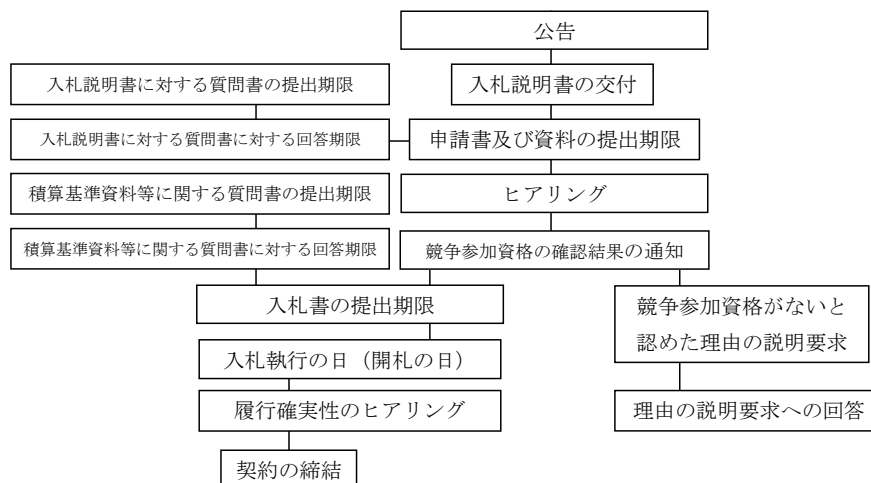 公告
入札説明書に対する質問書の提出期限
入札説明書の交付
入札説明書に対する質問書に対する回答期限
申請書及び資料の提出期限
積算基準資料等に関する質問書の提出期限
ヒアリング
積算基準資料等に関する質問書に対する回答期限
競争参加資格の確認結果の通知
入札書の提出期限
競争参加資格がないと
認めた理由の説明要求
入札執行の日（開札の日）
履行確実性のヒアリング
理由の説明要求への回答
契約の締結